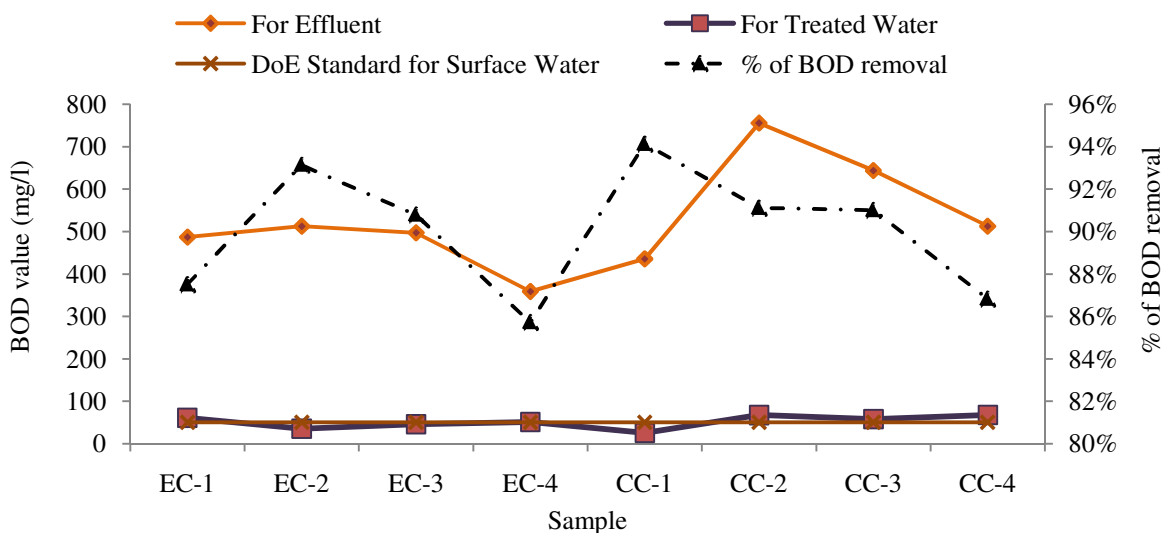 For Effluent
For Treated Water
DoE Standard for Surface Water
% of BOD removal
BOD value (mg/l)
800
700
600
500
400
300
200
100
0
96%
94%
92%
90%
88%
86%
84%
82%
80%
% of BOD removal
EC-1 EC-2 EC-3 EC-4 CC-1 CC-2 CC-3 CC-4
Sample